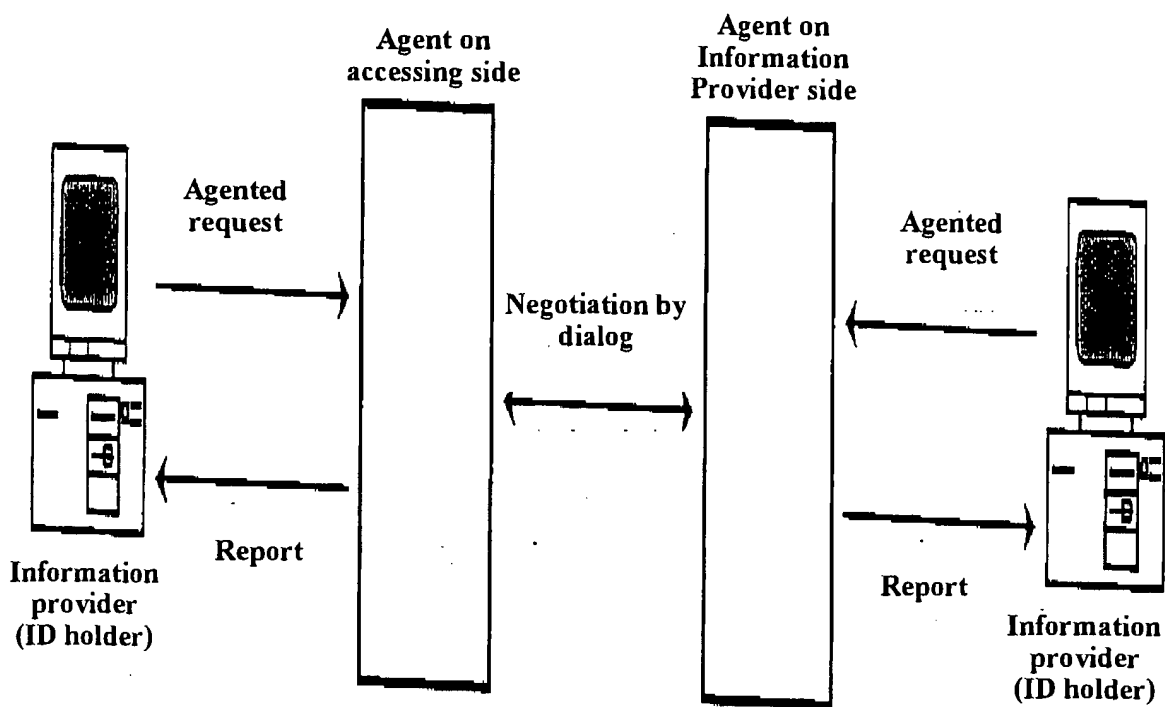 Agent on
accessing side
Agent on
Information
Provider side
Agented
request
Agented
request
Negotiation by
dialog
Report
Report
Information
provider
(ID holder)
Information
provider
(ID holder)